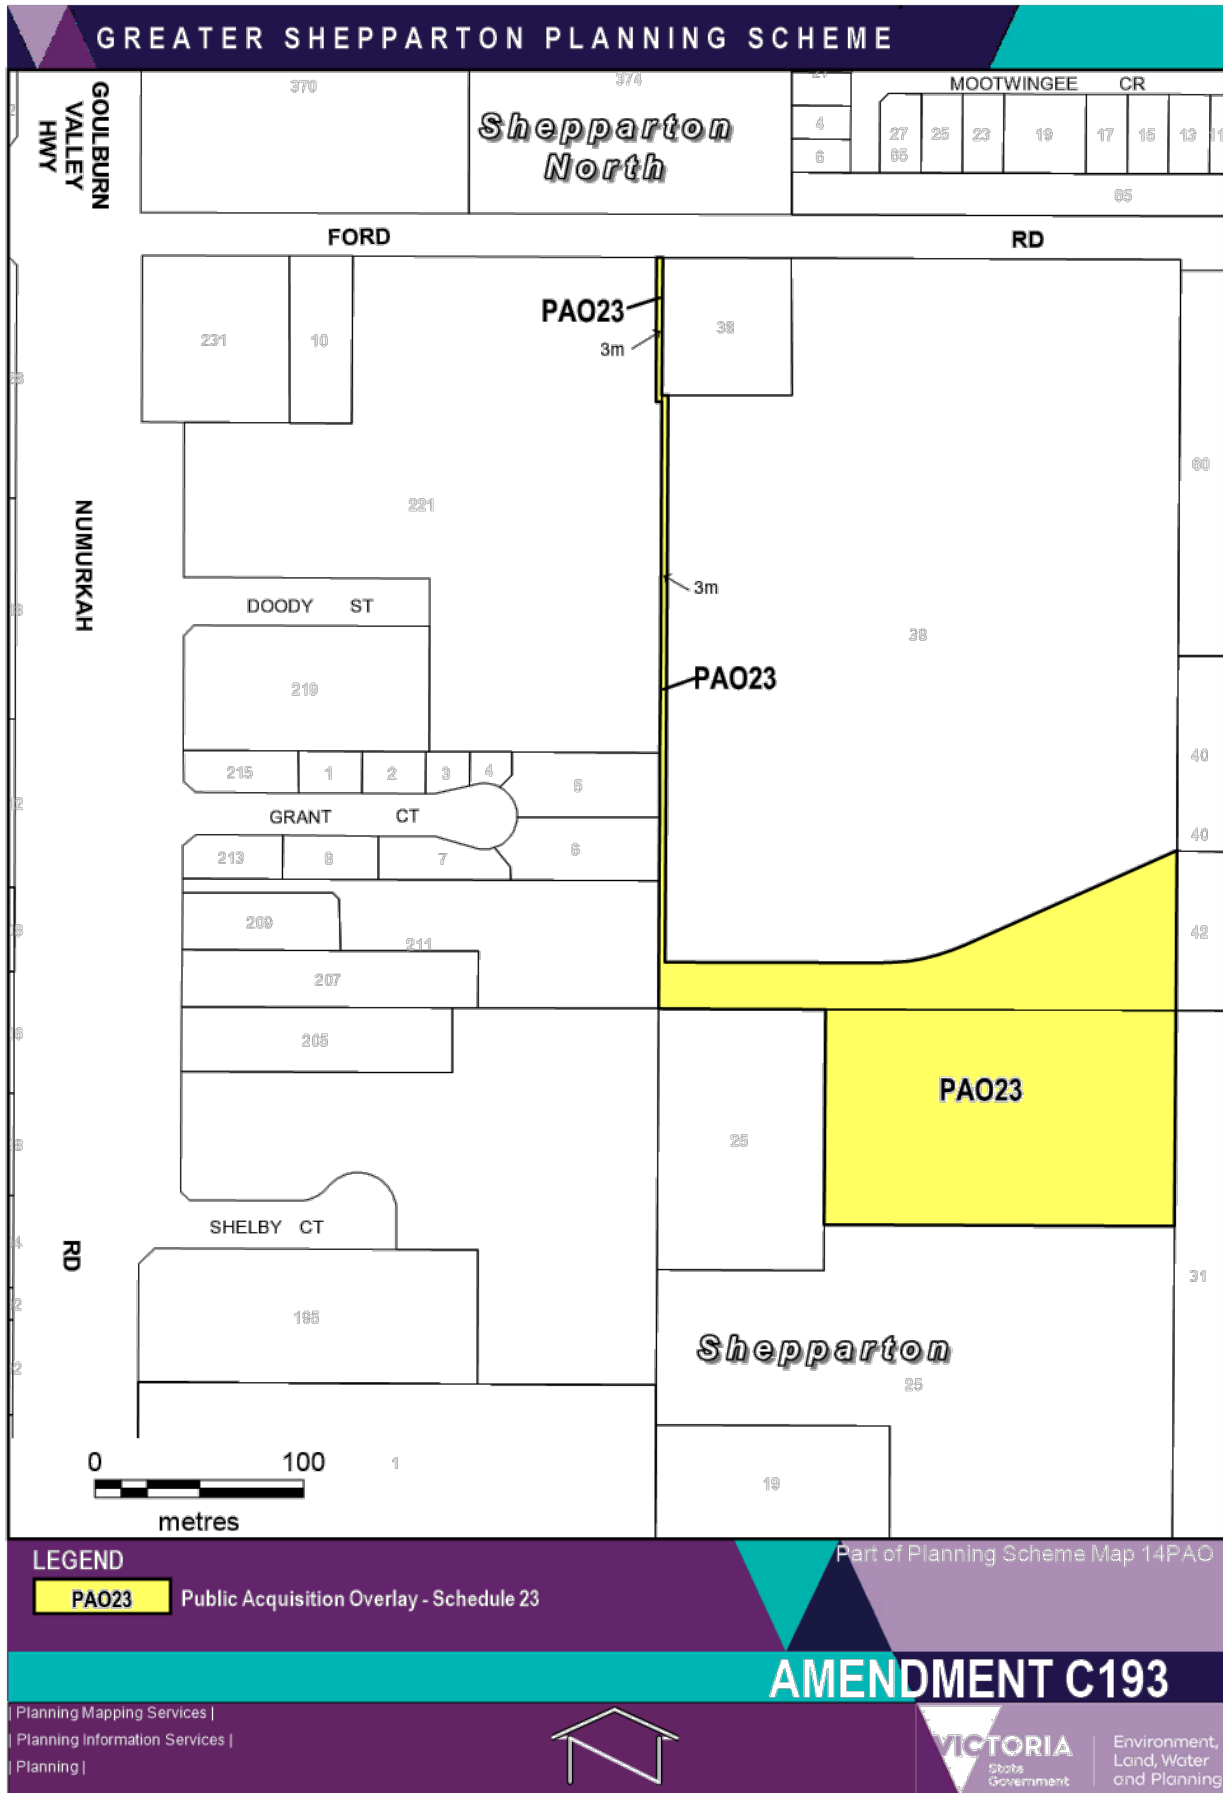 GREATER SHEPPARTON PLANNING SCHEME
GOULBURN
VALLEY
HWY
370
374
Shepparton
North
4
6
MOOTWINGEE CR
27
65
25
23
19
17
15
13
11
65
FORD
RD
231
10
PAO23
3m
38
60
221
NUMURKAH
DOODY ST
3m
38
219
PAO23
215
1
2
3
4
5
40
GRANT CT
40
213
8
7
6
209
211
42
207
205
PAO23
25
SHELBY CT
RD
31
195
Shepparton
25
0 100
metres
1
19
LEGEND
Part of Planning Scheme Map 14PAO
PAO23 Public Acquisition Overlay - Schedule 23
AMENDMENT C193
| Planning Mapping Services |
| Planning Information Services |
| Planning |
VICTORIA
State
Government
Environment,
Land, Water
and Planning